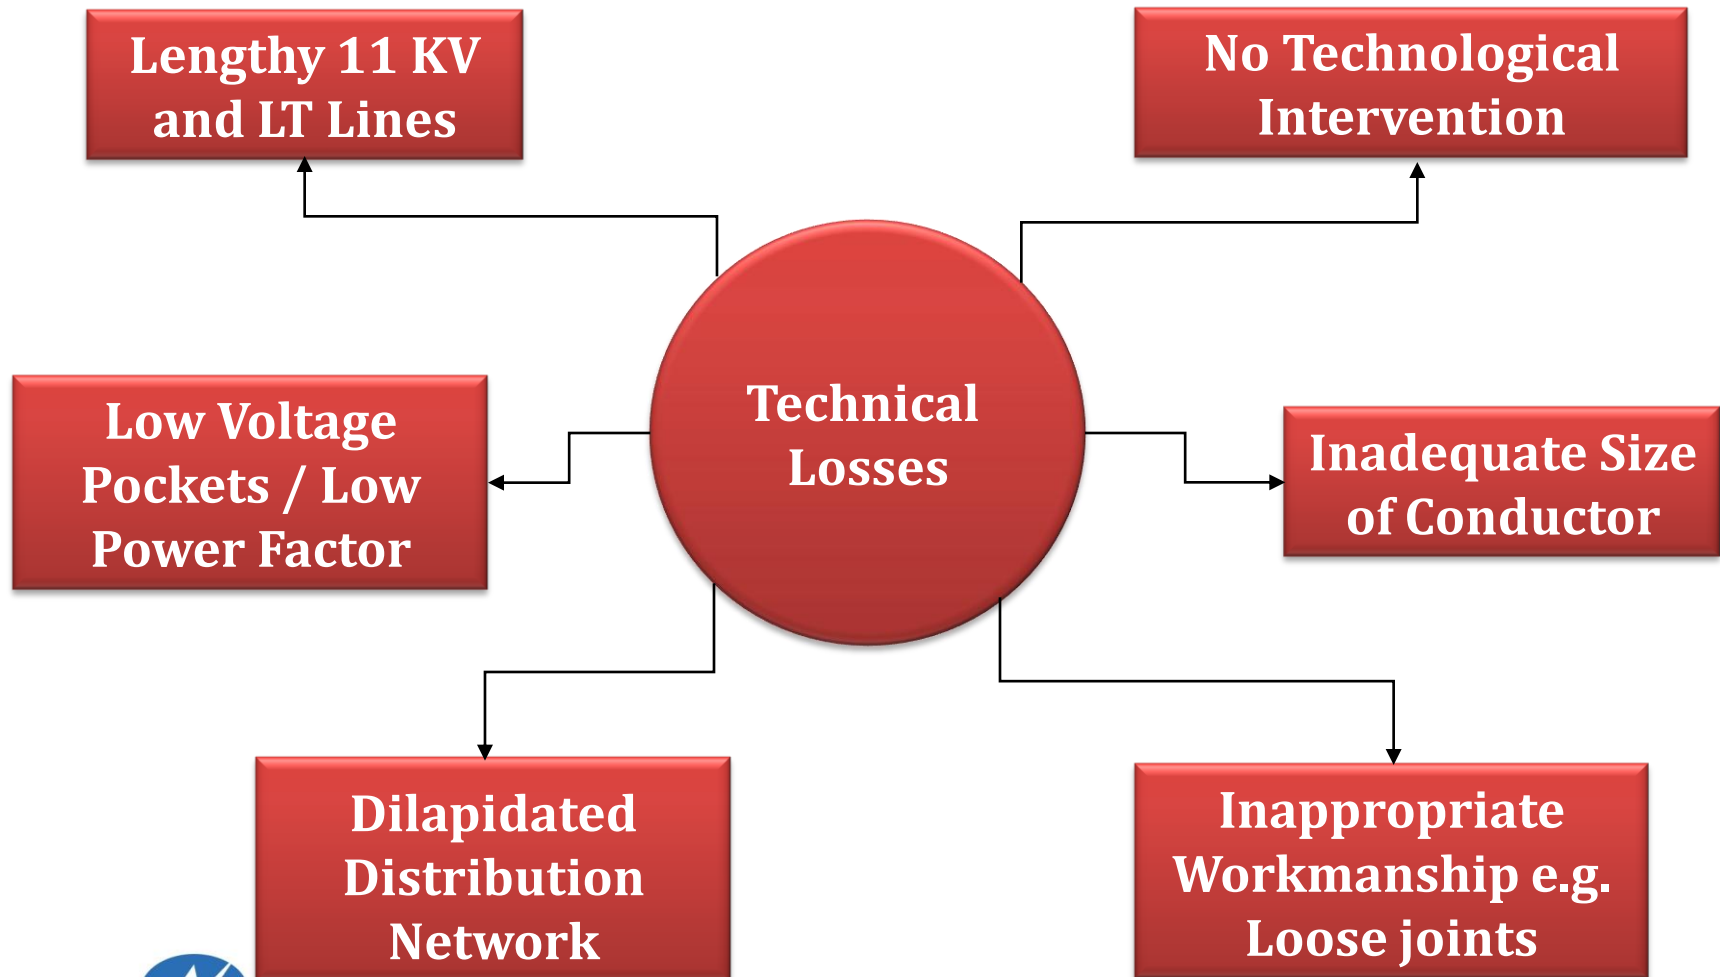 Lengthy 11 KV
and LT Lines
No Technological
Intervention
Technical
Losses
Low Voltage
Pockets / Low
Power Factor
Inadequate Size
of Conductor
Dilapidated
Distribution
Network
Inappropriate
Workmanship e.g.
Loose joints